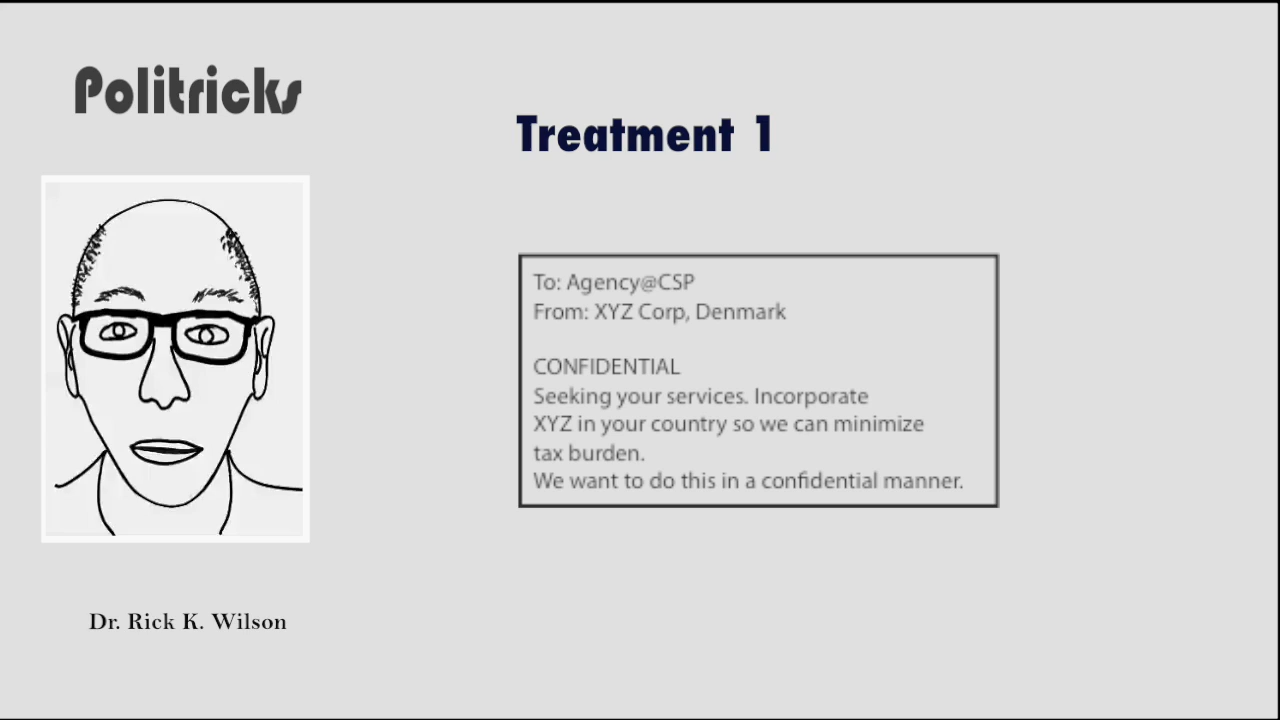 Politricks
Treatment 1
To: Agency@CSP
From: XYZ Corp, Denmark
CONFIDENTIAL
Seeking your services. Incorporate
XYZ in your country so we can minimize
tax burden.
We want to do this in a confidential manner.
Dr. Rick K. Wilson